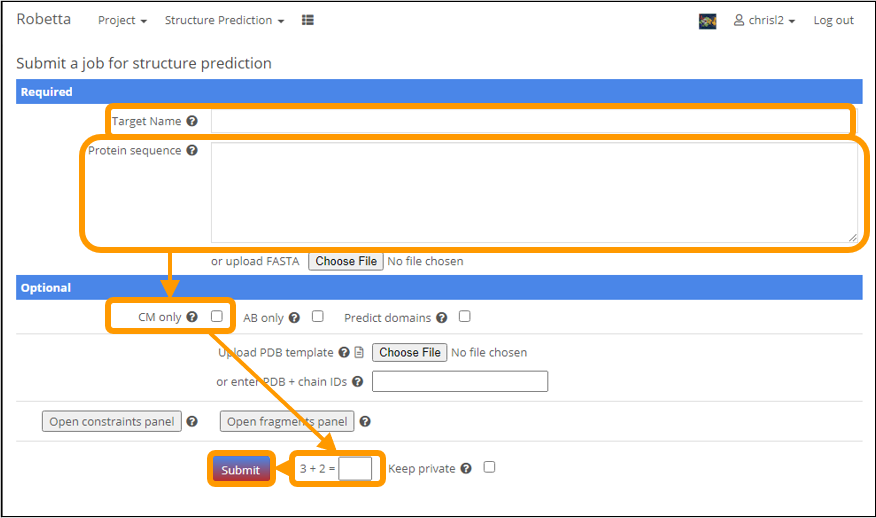 Robetta Project Structure Prediction chrisl2 Log out
Submit a job for structure prediction
Required
Target Name
Protein sequence
or upload FASTA Choose File No file chosen
Optional
CM only AB only Predict domains
Upload PDB template Choose File No file chosen
or enter PDB + chain IDs
Open constraints panel Open fragments panel
Submit 3 + 2 = Keep private